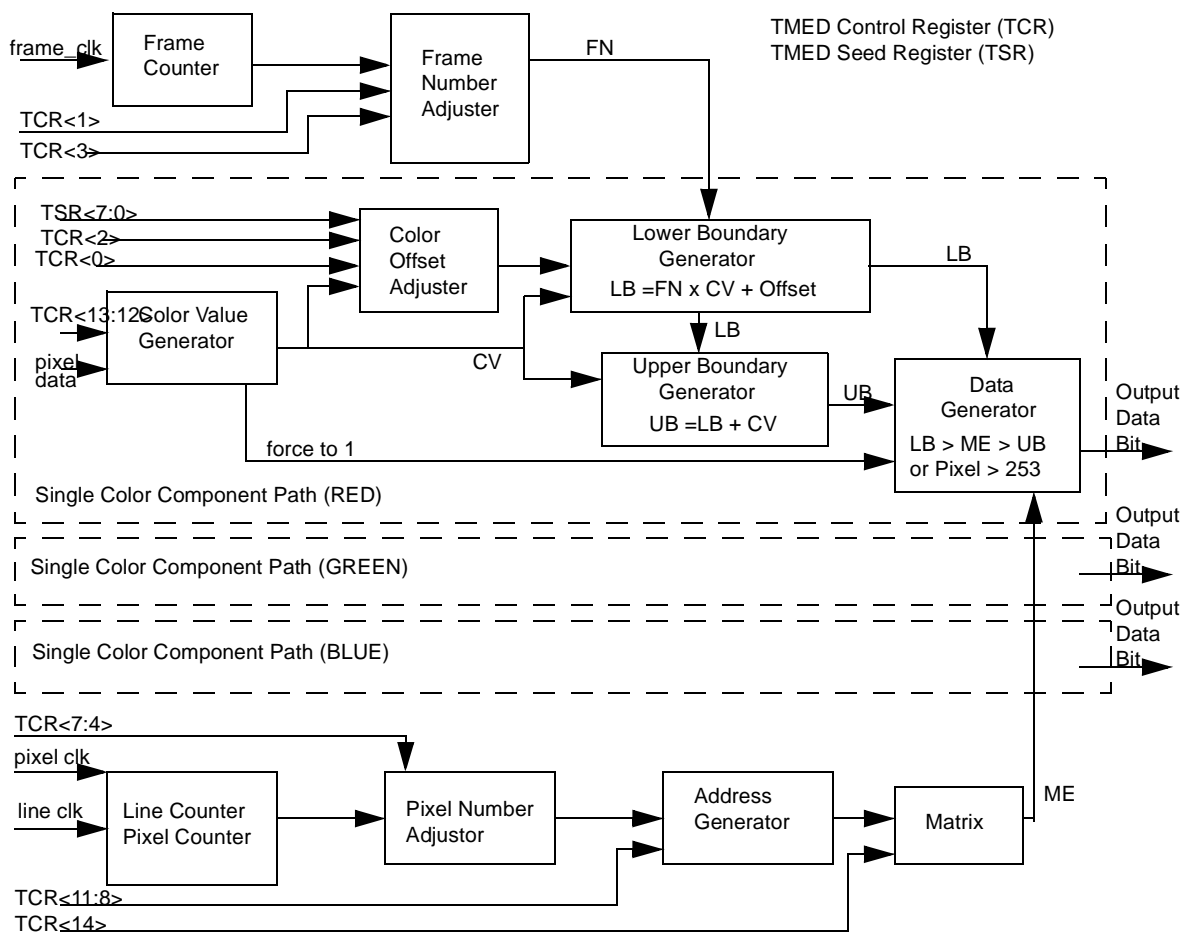 TMED Control Register (TCR)
TMED Seed Register (TSR)
frame_clk
Frame
Counter
Frame
Number
Adjuster
FN
TCR<1>
TCR<3>
TSR<7:0>
TCR<2>
TCR<0>
Color
Offset
Adjuster
Lower Boundary
Generator
LB =FN x CV + Offset
LB
TCR<13:12>
Color Value
Generator
pixel
data
CV
LB
Upper Boundary
Generator
UB =LB + CV
UB
Data
Generator
LB > ME > UB
or Pixel > 253
Output
Data
Bit
force to 1
Single Color Component Path (RED)
Output
Data
Bit
Single Color Component Path (GREEN)
Output
Data
Bit
Single Color Component Path (BLUE)
TCR<7:4>
pixel clk
line clk
Line Counter
Pixel Counter
Pixel Number
Adjustor
Address
Generator
Matrix
ME
TCR<11:8>
TCR<14>